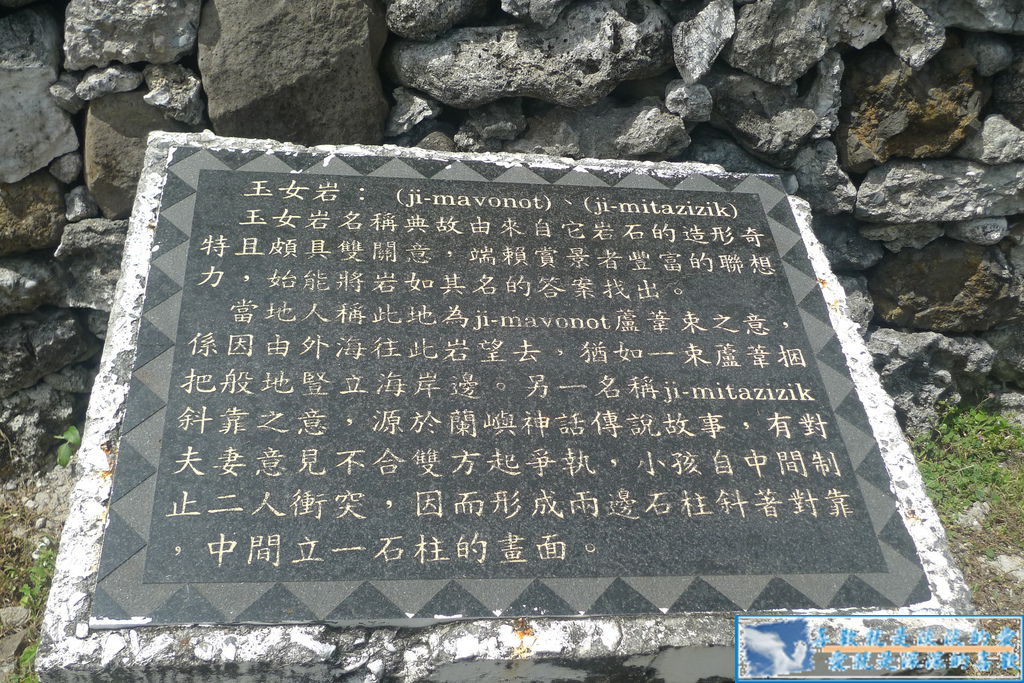 玉女岩：(ji-mavonot)、(ji-mitazizik)
玉女岩名稱典故由來自它岩石的造形奇
特且頗具雙關意，端賴賞景者豐富的聯想
力，始能將岩如其名的答案找出。
當地人稱此地為ji-mavonot蘆葦束之意，
係因由外海往此岩望去，猶如一束蘆葦捆
把般地豎立海岸邊。另一名稱ji-mitazizik
斜靠之意，源於蘭嶼神話傳說故事，有對
夫妻意見不合雙方起爭執，小孩自中間制
止二人衝突，因而形成兩邊石柱斜著對靠
，中間立一石柱的畫面。